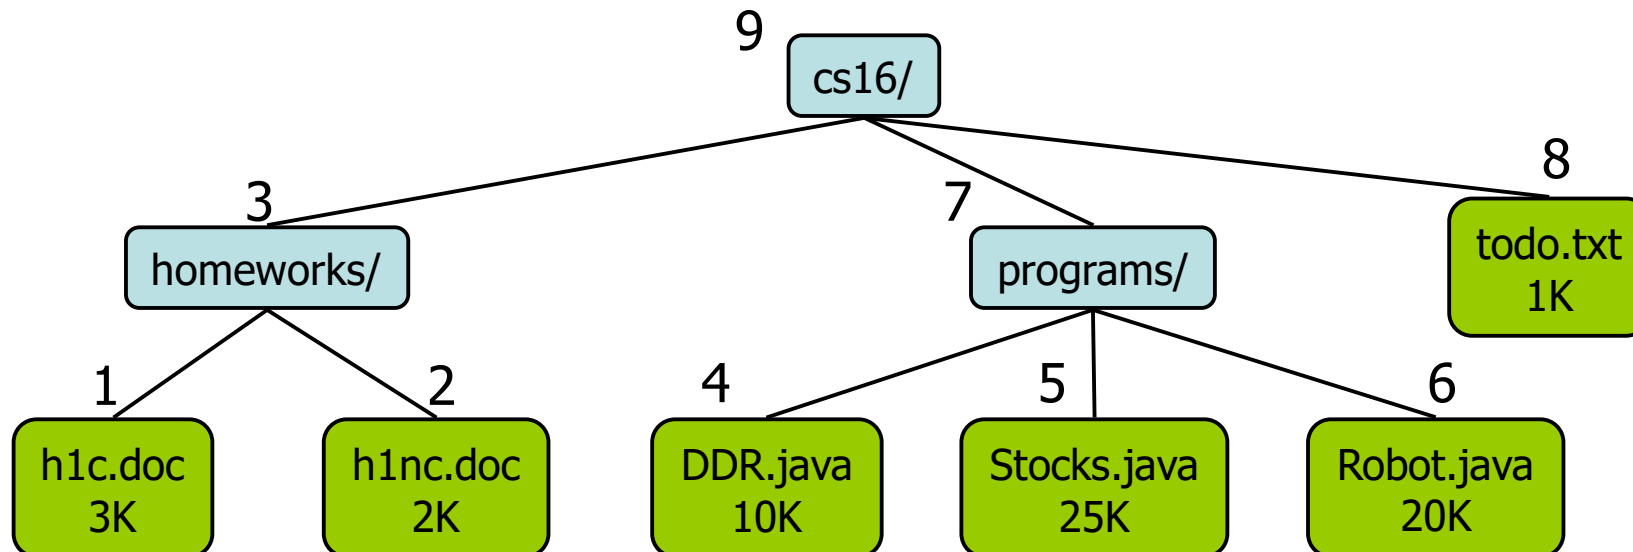 9
cs16/
8
3
7
homeworks/
programs/
todo.txt
1K
1
2
4
5
6
h1c.doc
3K
h1nc.doc
2K
DDR.java
10K
Stocks.java
25K
Robot.java
20K